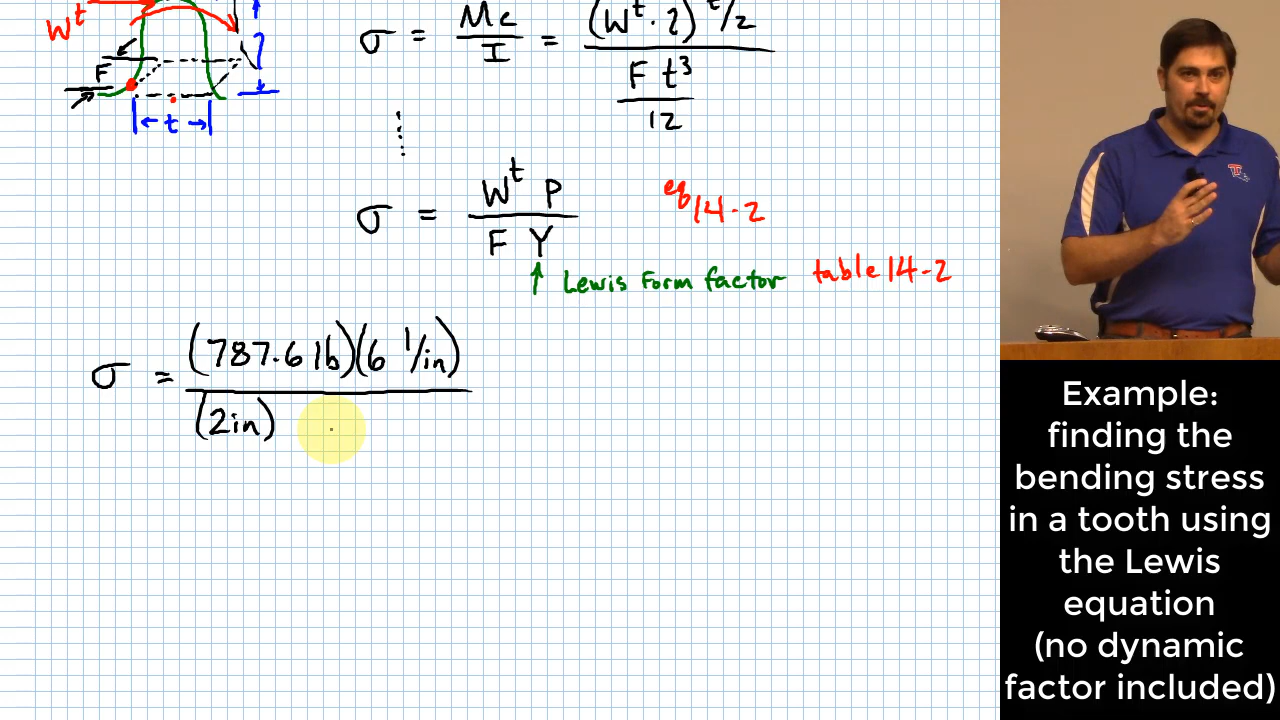 W^t
F
t
l
σ = Mc/I = (W^t · l) t/2 / (F t³/12)
σ = W^t P / F Y
eq 14-2
↑ Lewis Form factor
table 14-2
σ = (787.6 lb)(6 1/in) / (2in)
Example:
finding the
bending stress
in a tooth using
the Lewis
equation
(no dynamic
factor included)